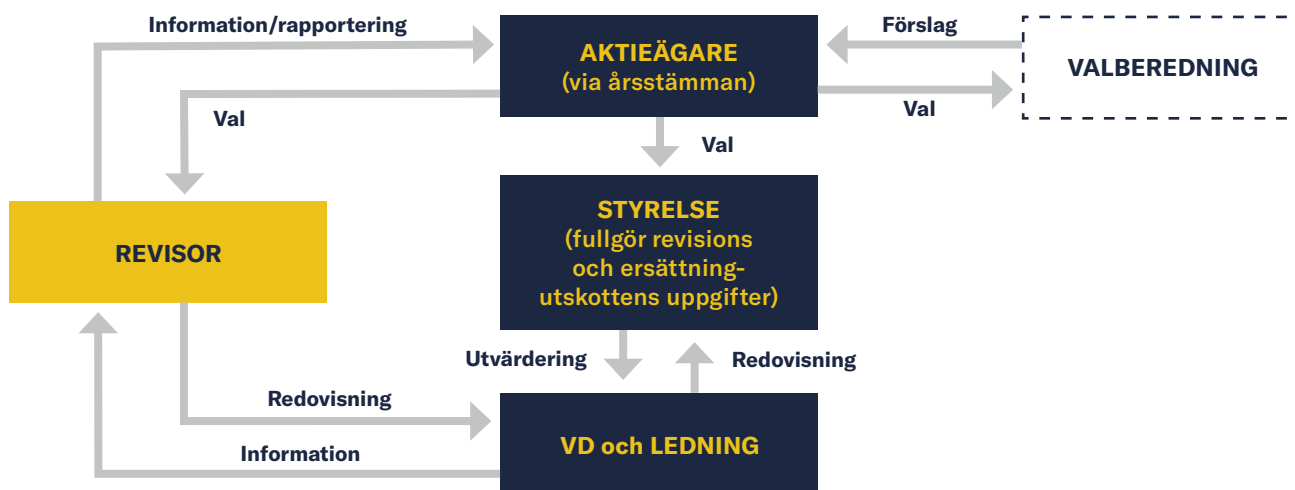 Information/rapportering
Förslag
AKTIEÄGARE
(via årsstämman)
VALBEREDNING
Val
Val
Val
STYRELSE
(fullgör revisions
och ersättning-
utskottens uppgifter)
REVISOR
Utvärdering
Redovisning
Redovisning
VD och LEDNING
Information